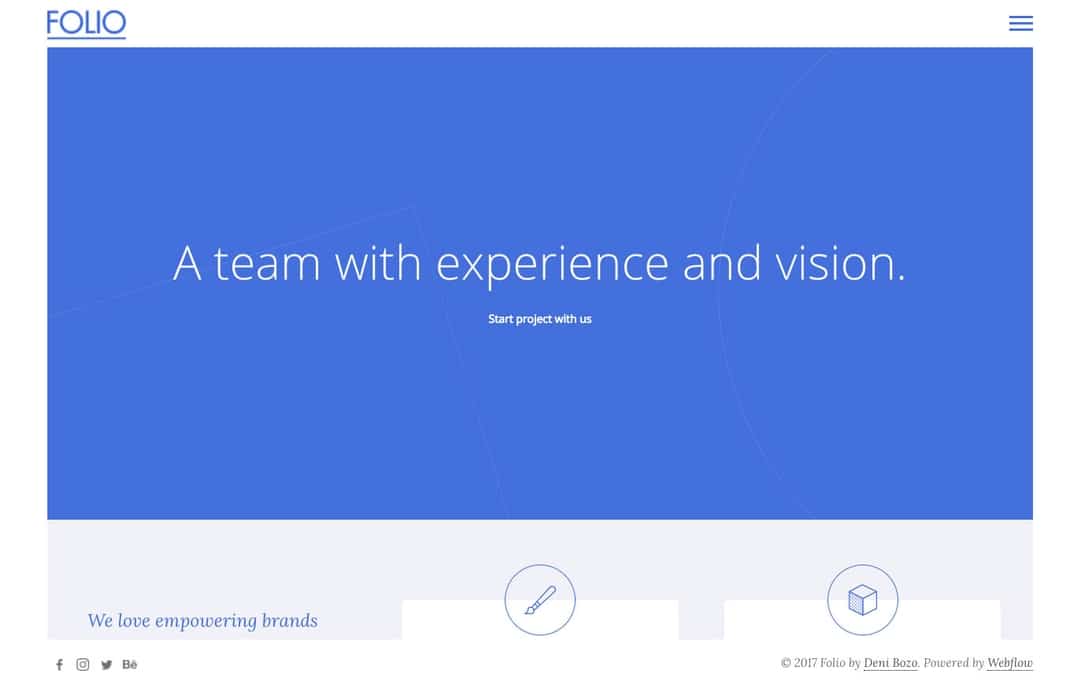 FOLIO
A team with experience and vision.
Start project with us
We love empowering brands
Bē
© 2017 Folio by Deni Bozo. Powered by Webflow